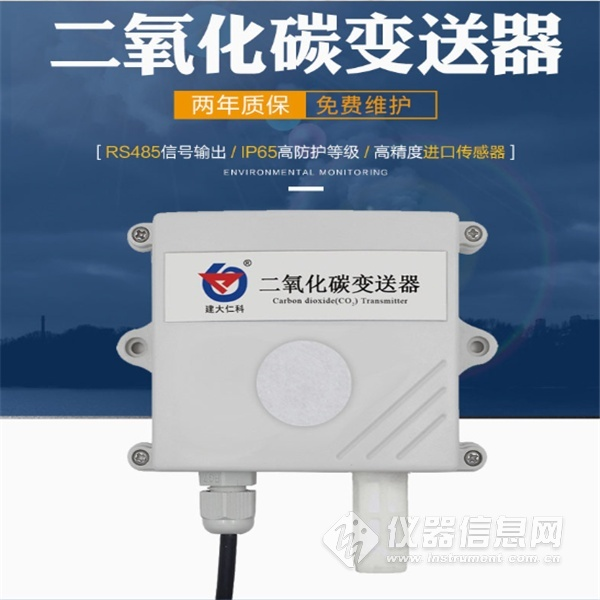 二氧化碳变送器
两年质保 免费维护
[ RS485信号输出 / IP65高防护等级 / 高精度进口传感器 ]
ENVIRONMENTAL MONITORING
®
建大仁科
二氧化碳变送器
Carbon dioxide(CO₂) Transmitter
仪器信息网
www.instrument.com.cn